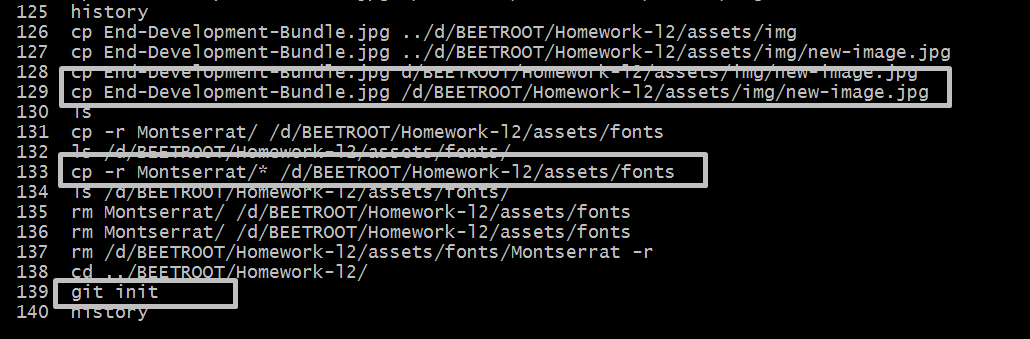 125 history
126 cp End-Development-Bundle.jpg ../d/BEETROOT/Homework-l2/assets/img
127 cp End-Development-Bundle.jpg ../d/BEETROOT/Homework-l2/assets/img/new-image.jpg
128 cp End-Development-Bundle.jpg d/BEETROOT/Homework-l2/assets/img/new-image.jpg
129 cp End-Development-Bundle.jpg /d/BEETROOT/Homework-l2/assets/img/new-image.jpg
130 ls
131 cp -r Montserrat/ /d/BEETROOT/Homework-l2/assets/fonts
132 ls /d/BEETROOT/Homework-l2/assets/fonts/
133 cp -r Montserrat/* /d/BEETROOT/Homework-l2/assets/fonts
134 ls /d/BEETROOT/Homework-l2/assets/fonts/
135 rm Montserrat/ /d/BEETROOT/Homework-l2/assets/fonts
136 rm Montserrat/ /d/BEETROOT/Homework-l2/assets/fonts
137 rm /d/BEETROOT/Homework-l2/assets/fonts/Montserrat -r
138 cd ../BEETROOT/Homework-l2/
139 git init
140 history